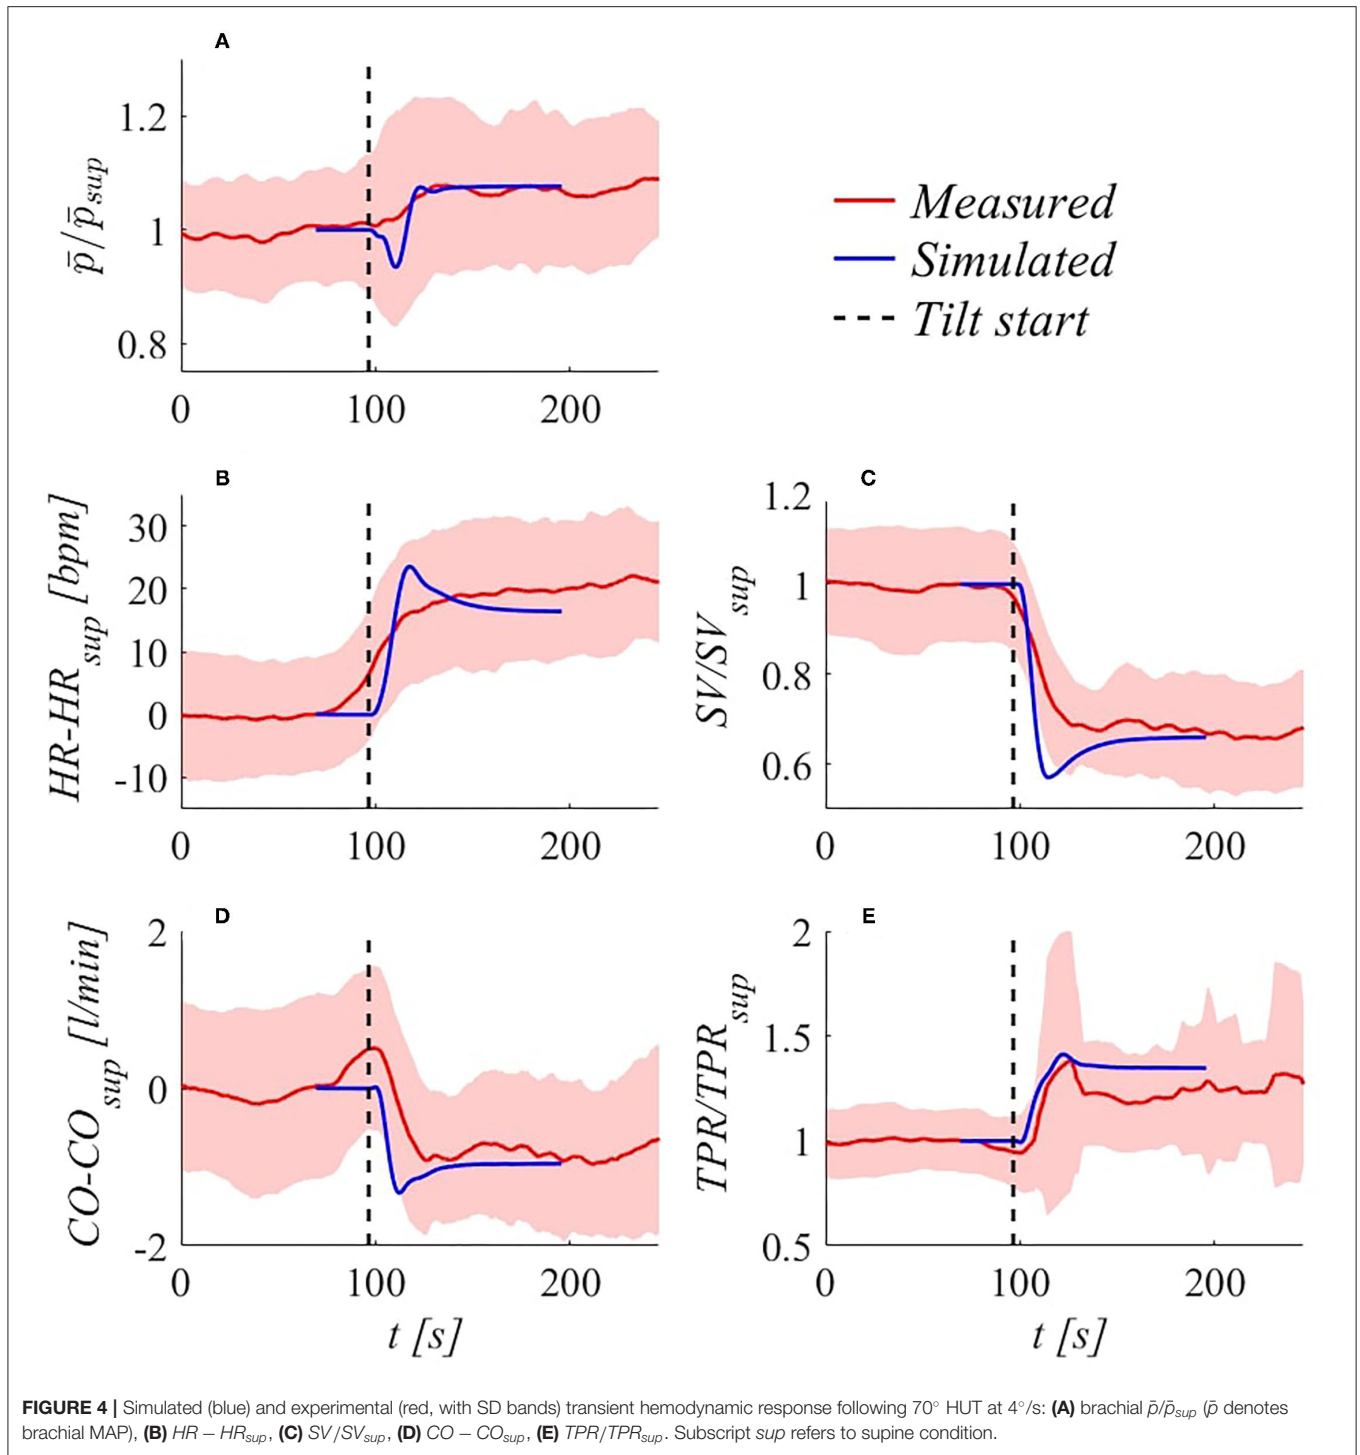 A
1.2
1
0.8
p̄/p̄sup
0 100 200
Measured
Simulated
Tilt start
B
30
20
10
0
-10
HR-HRsup [bpm]
0 100 200
C
1.2
1
0.8
0.6
SV/SVsup
0 100 200
D
2
0
-2
CO-COsup [l/min]
0 100 200
t [s]
E
2
1.5
1
0.5
TPR/TPRsup
0 100 200
t [s]
FIGURE 4 | Simulated (blue) and experimental (red, with SD bands) transient hemodynamic response following 70° HUT at 4°/s: (A) brachial p̄/p̄sup (p̄ denotes
brachial MAP), (B) HR − HRsup, (C) SV/SVsup, (D) CO − COsup, (E) TPR/TPRsup. Subscript sup refers to supine condition.